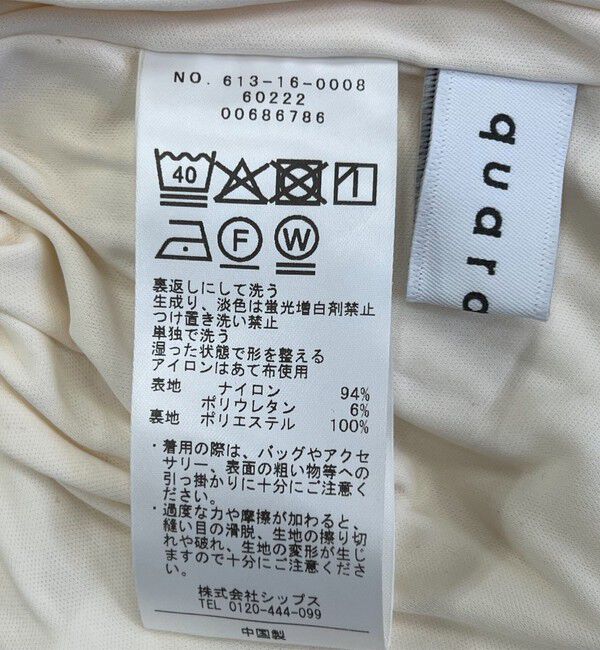 NO. 613-16-0008
60222
00686786
40
F
W
裏返しにして洗う
生成り、淡色は蛍光増白剤禁止
つけ置き洗い禁止
単独で洗う
湿った状態で形を整える
アイロンはあて布使用
表地 ナイロン 94%
ポリウレタン 6%
裏地 ポリエステル 100%
・着用の際は、バッグやアクセ
サリー、表面の粗い物等への
引っ掛かりに十分にご注意く
ださい。
・過度な力や摩擦が加わると、
縫い目の滑脱、生地の擦り切
れや破れ、生地の変形が生じ
ますので十分にご注意くださ
い。
株式会社シップス
TEL 0120-444-099
中国製
quaro